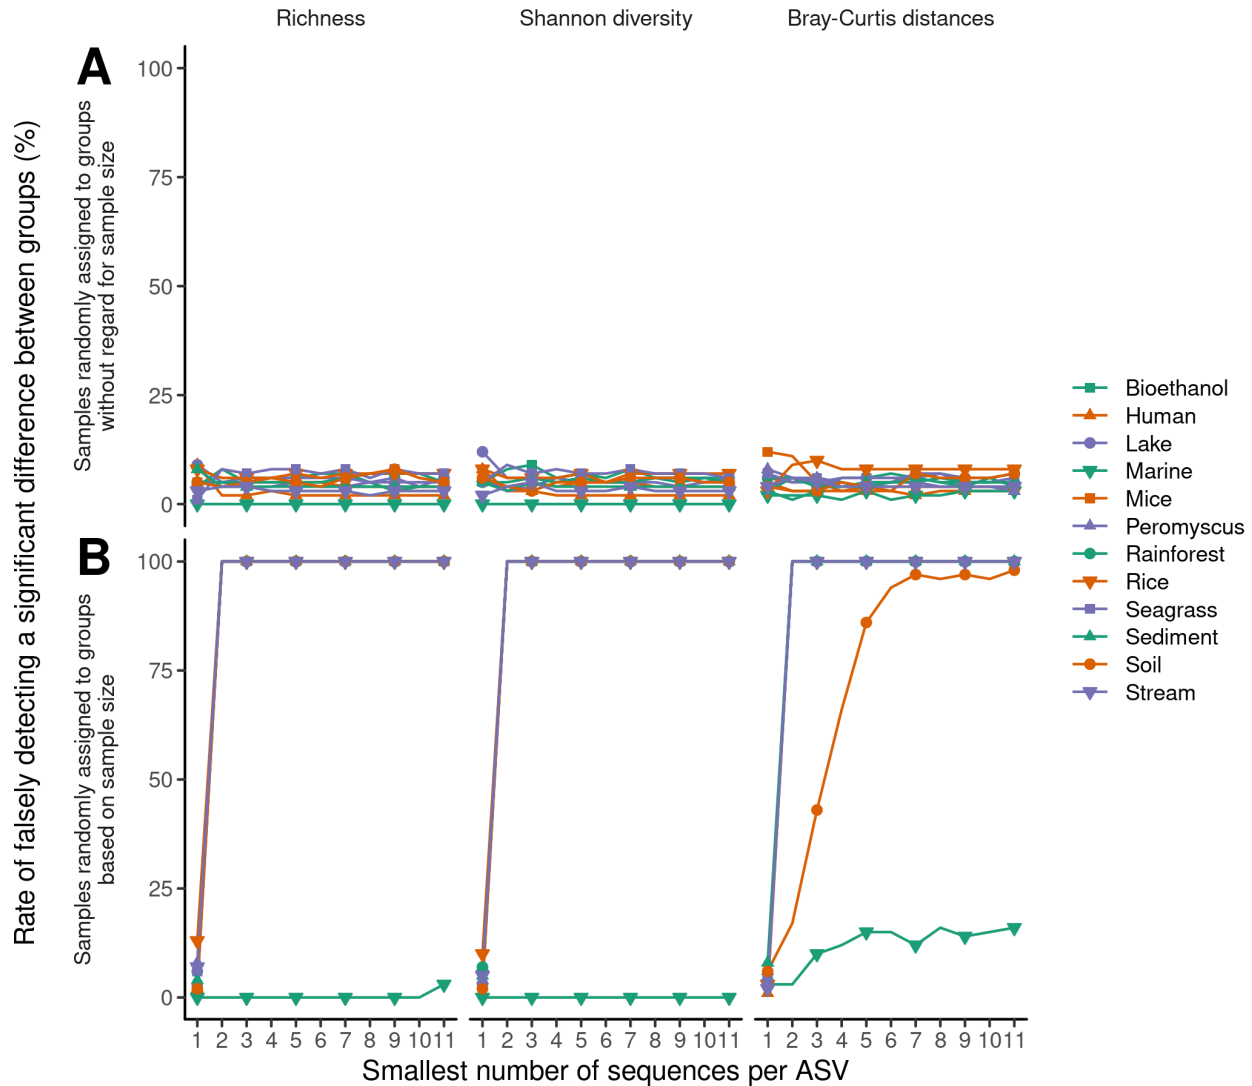 Richness
Shannon diversity
Bray-Curtis distances
Rate of falsely detecting a significant difference between groups (%)
A
Samples randomly assigned to groups
without regard for sample size
100
75
50
25
0
B
Samples randomly assigned to groups
based on sample size
100
75
50
25
0
1 2 3 4 5 6 7 8 9 10 11
1 2 3 4 5 6 7 8 9 10 11
1 2 3 4 5 6 7 8 9 10 11
Smallest number of sequences per ASV
Bioethanol
Human
Lake
Marine
Mice
Peromyscus
Rainforest
Rice
Seagrass
Sediment
Soil
Stream